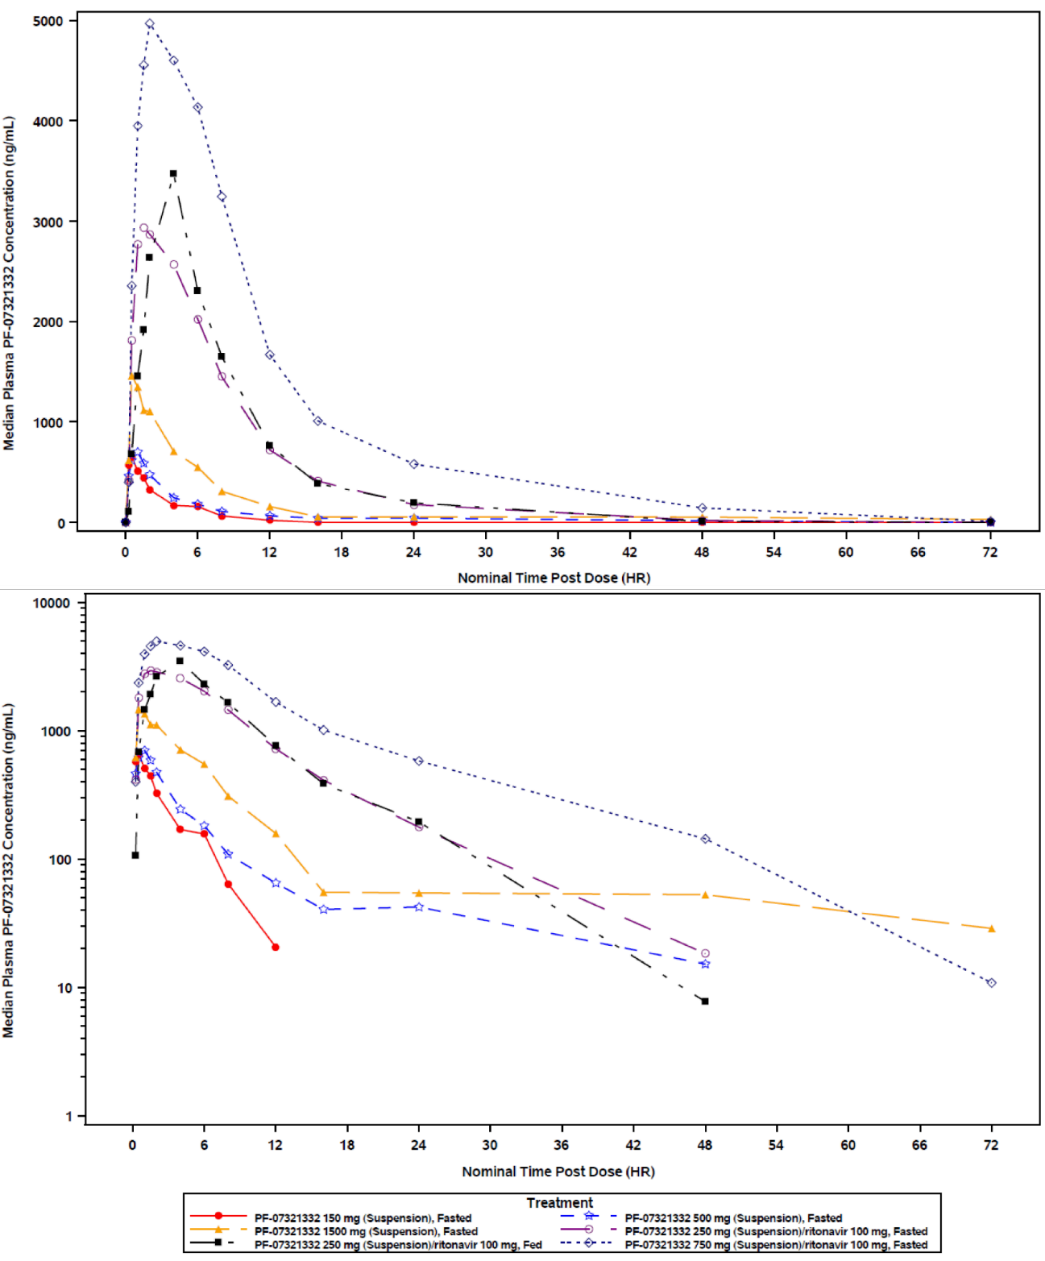 Median Plasma PF-07321332 Concentration (ng/mL)
5000
4000
3000
2000
1000
0
0 6 12 18 24 30 36 42 48 54 60 66 72
Nominal Time Post Dose (HR)
Median Plasma PF-07321332 Concentration (ng/mL)
10000
1000
100
10
1
0 6 12 18 24 30 36 42 48 54 60 66 72
Nominal Time Post Dose (HR)
Treatment
PF-07321332 150 mg (Suspension), Fasted PF-07321332 500 mg (Suspension), Fasted
PF-07321332 1500 mg (Suspension), Fasted PF-07321332 250 mg (Suspension)/ritonavir 100 mg, Fasted
PF-07321332 250 mg (Suspension)/ritonavir 100 mg, Fed PF-07321332 750 mg (Suspension)/ritonavir 100 mg, Fasted